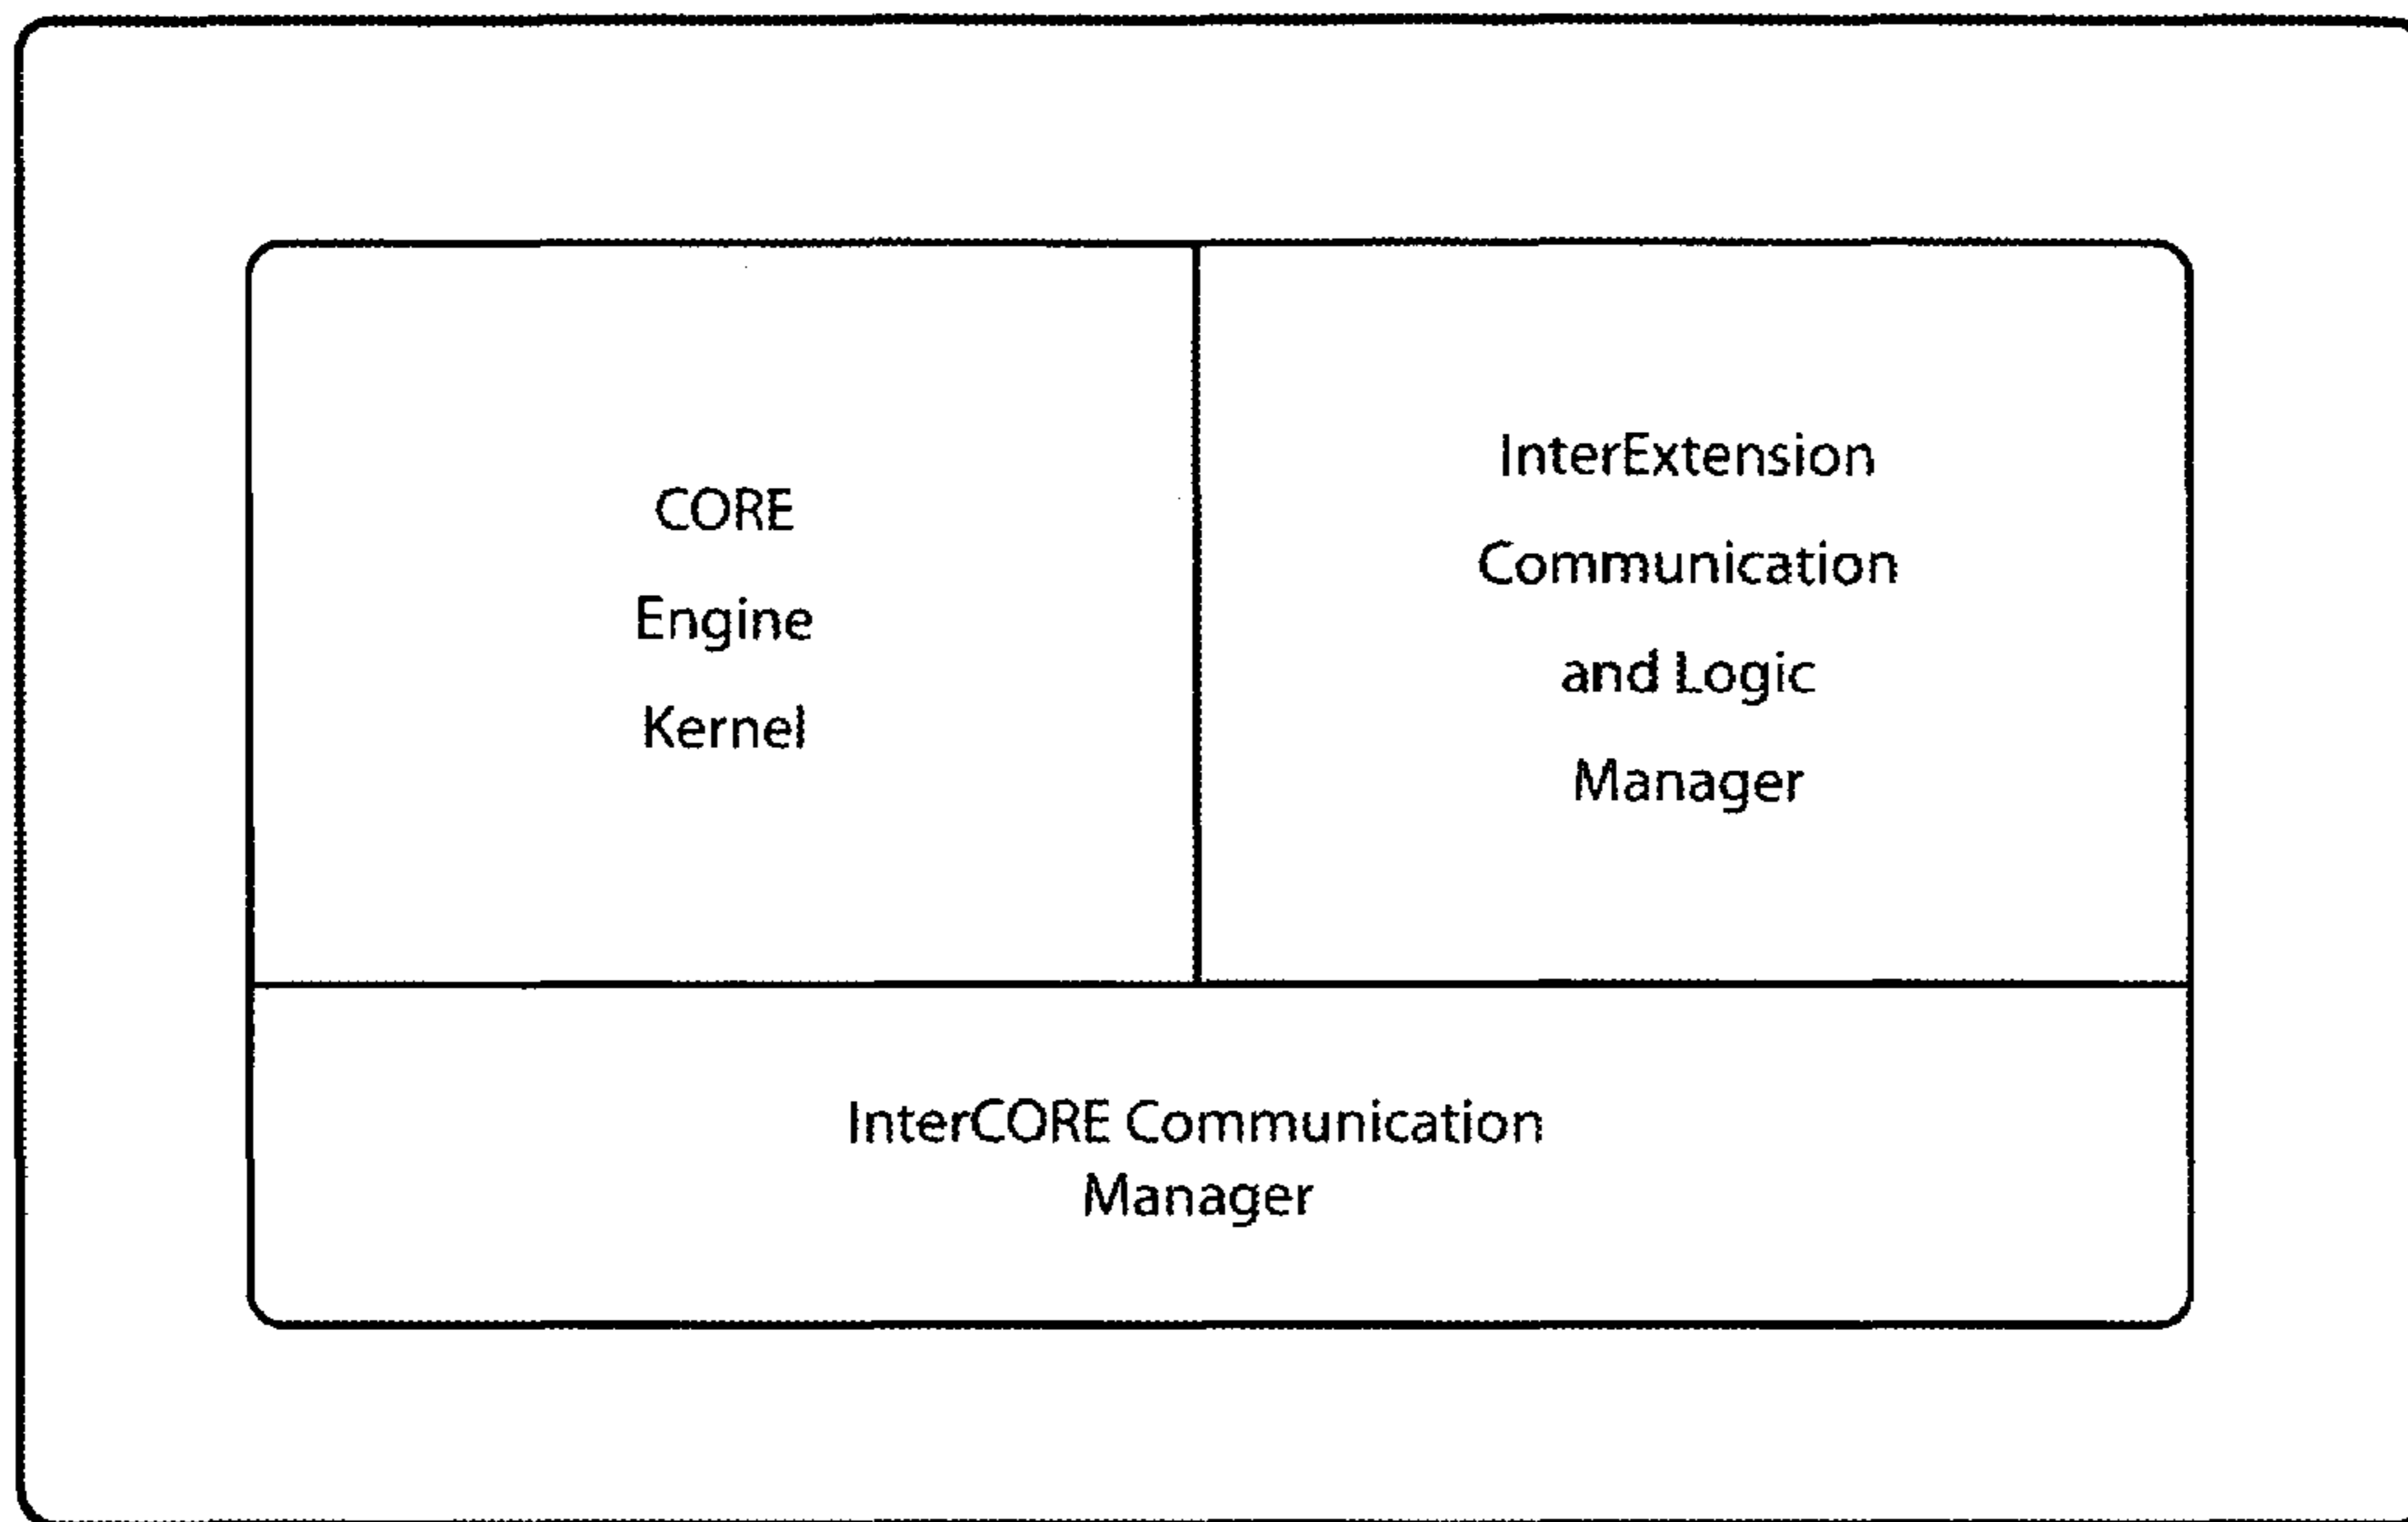 CORE
Engine
Kernel
InterExtension
Communication
and Logic
Manager
InterCORE Communication
Manager